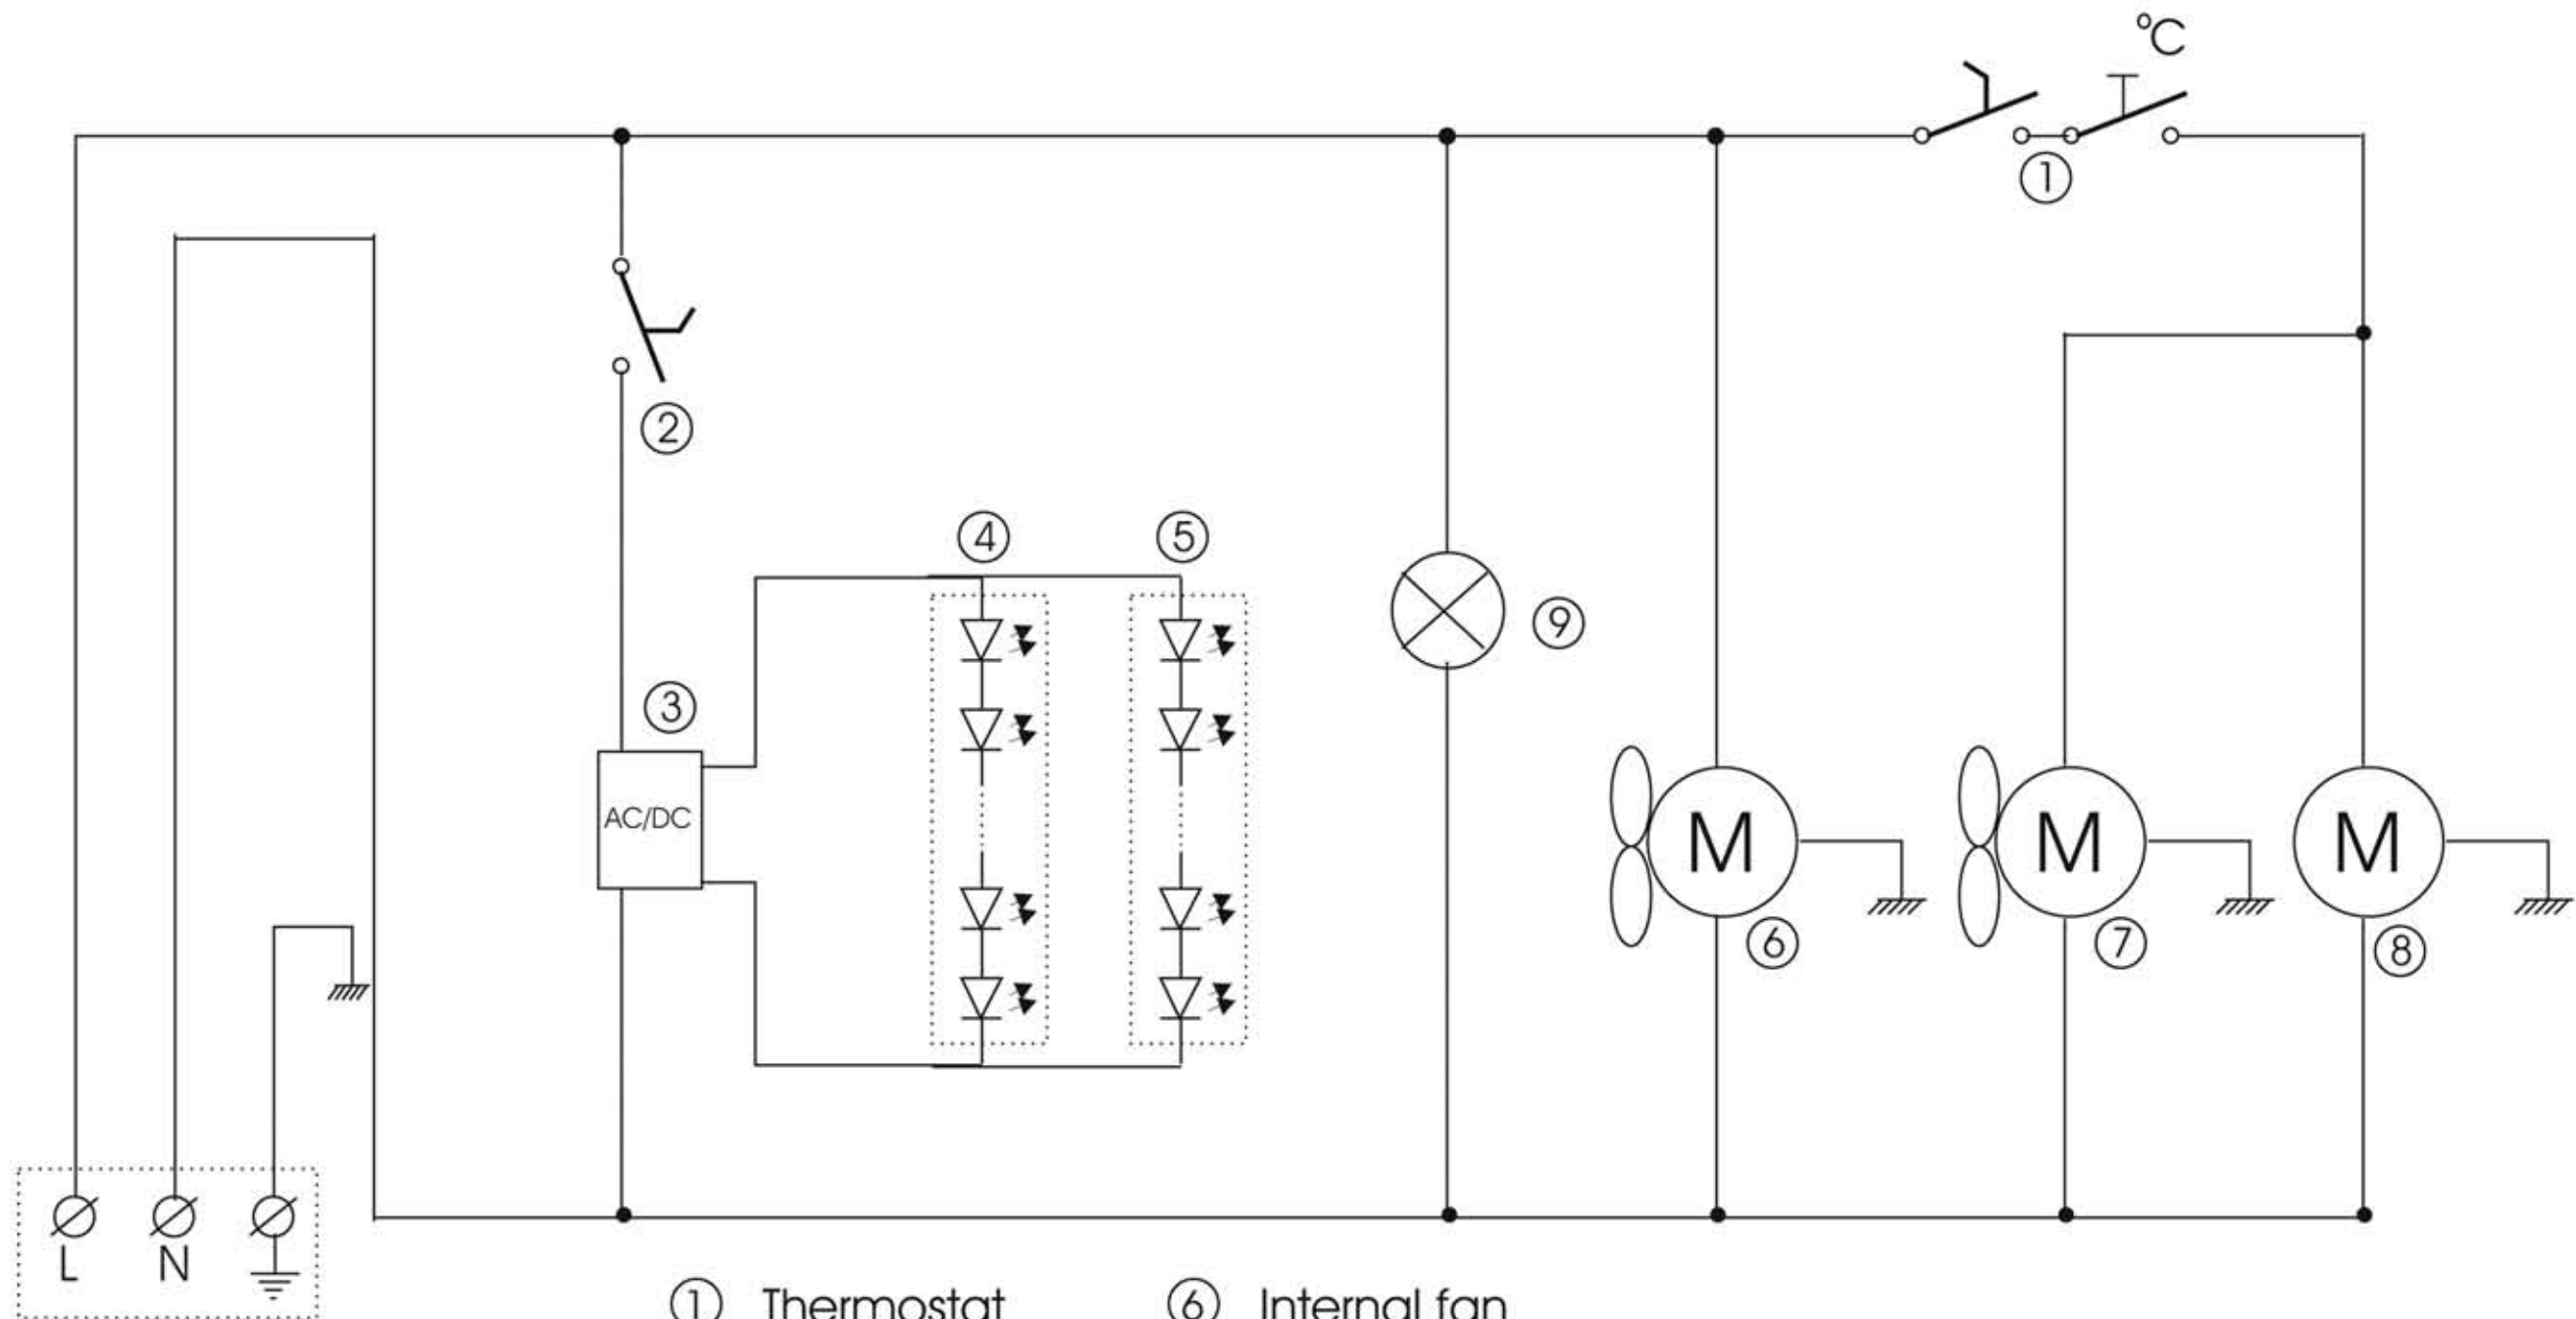 °C
①
②
④ ⑤
⑨
③
AC/DC
M M M
⑥ ⑦ ⑧
L N
① Thermostat ⑥ Internal fan